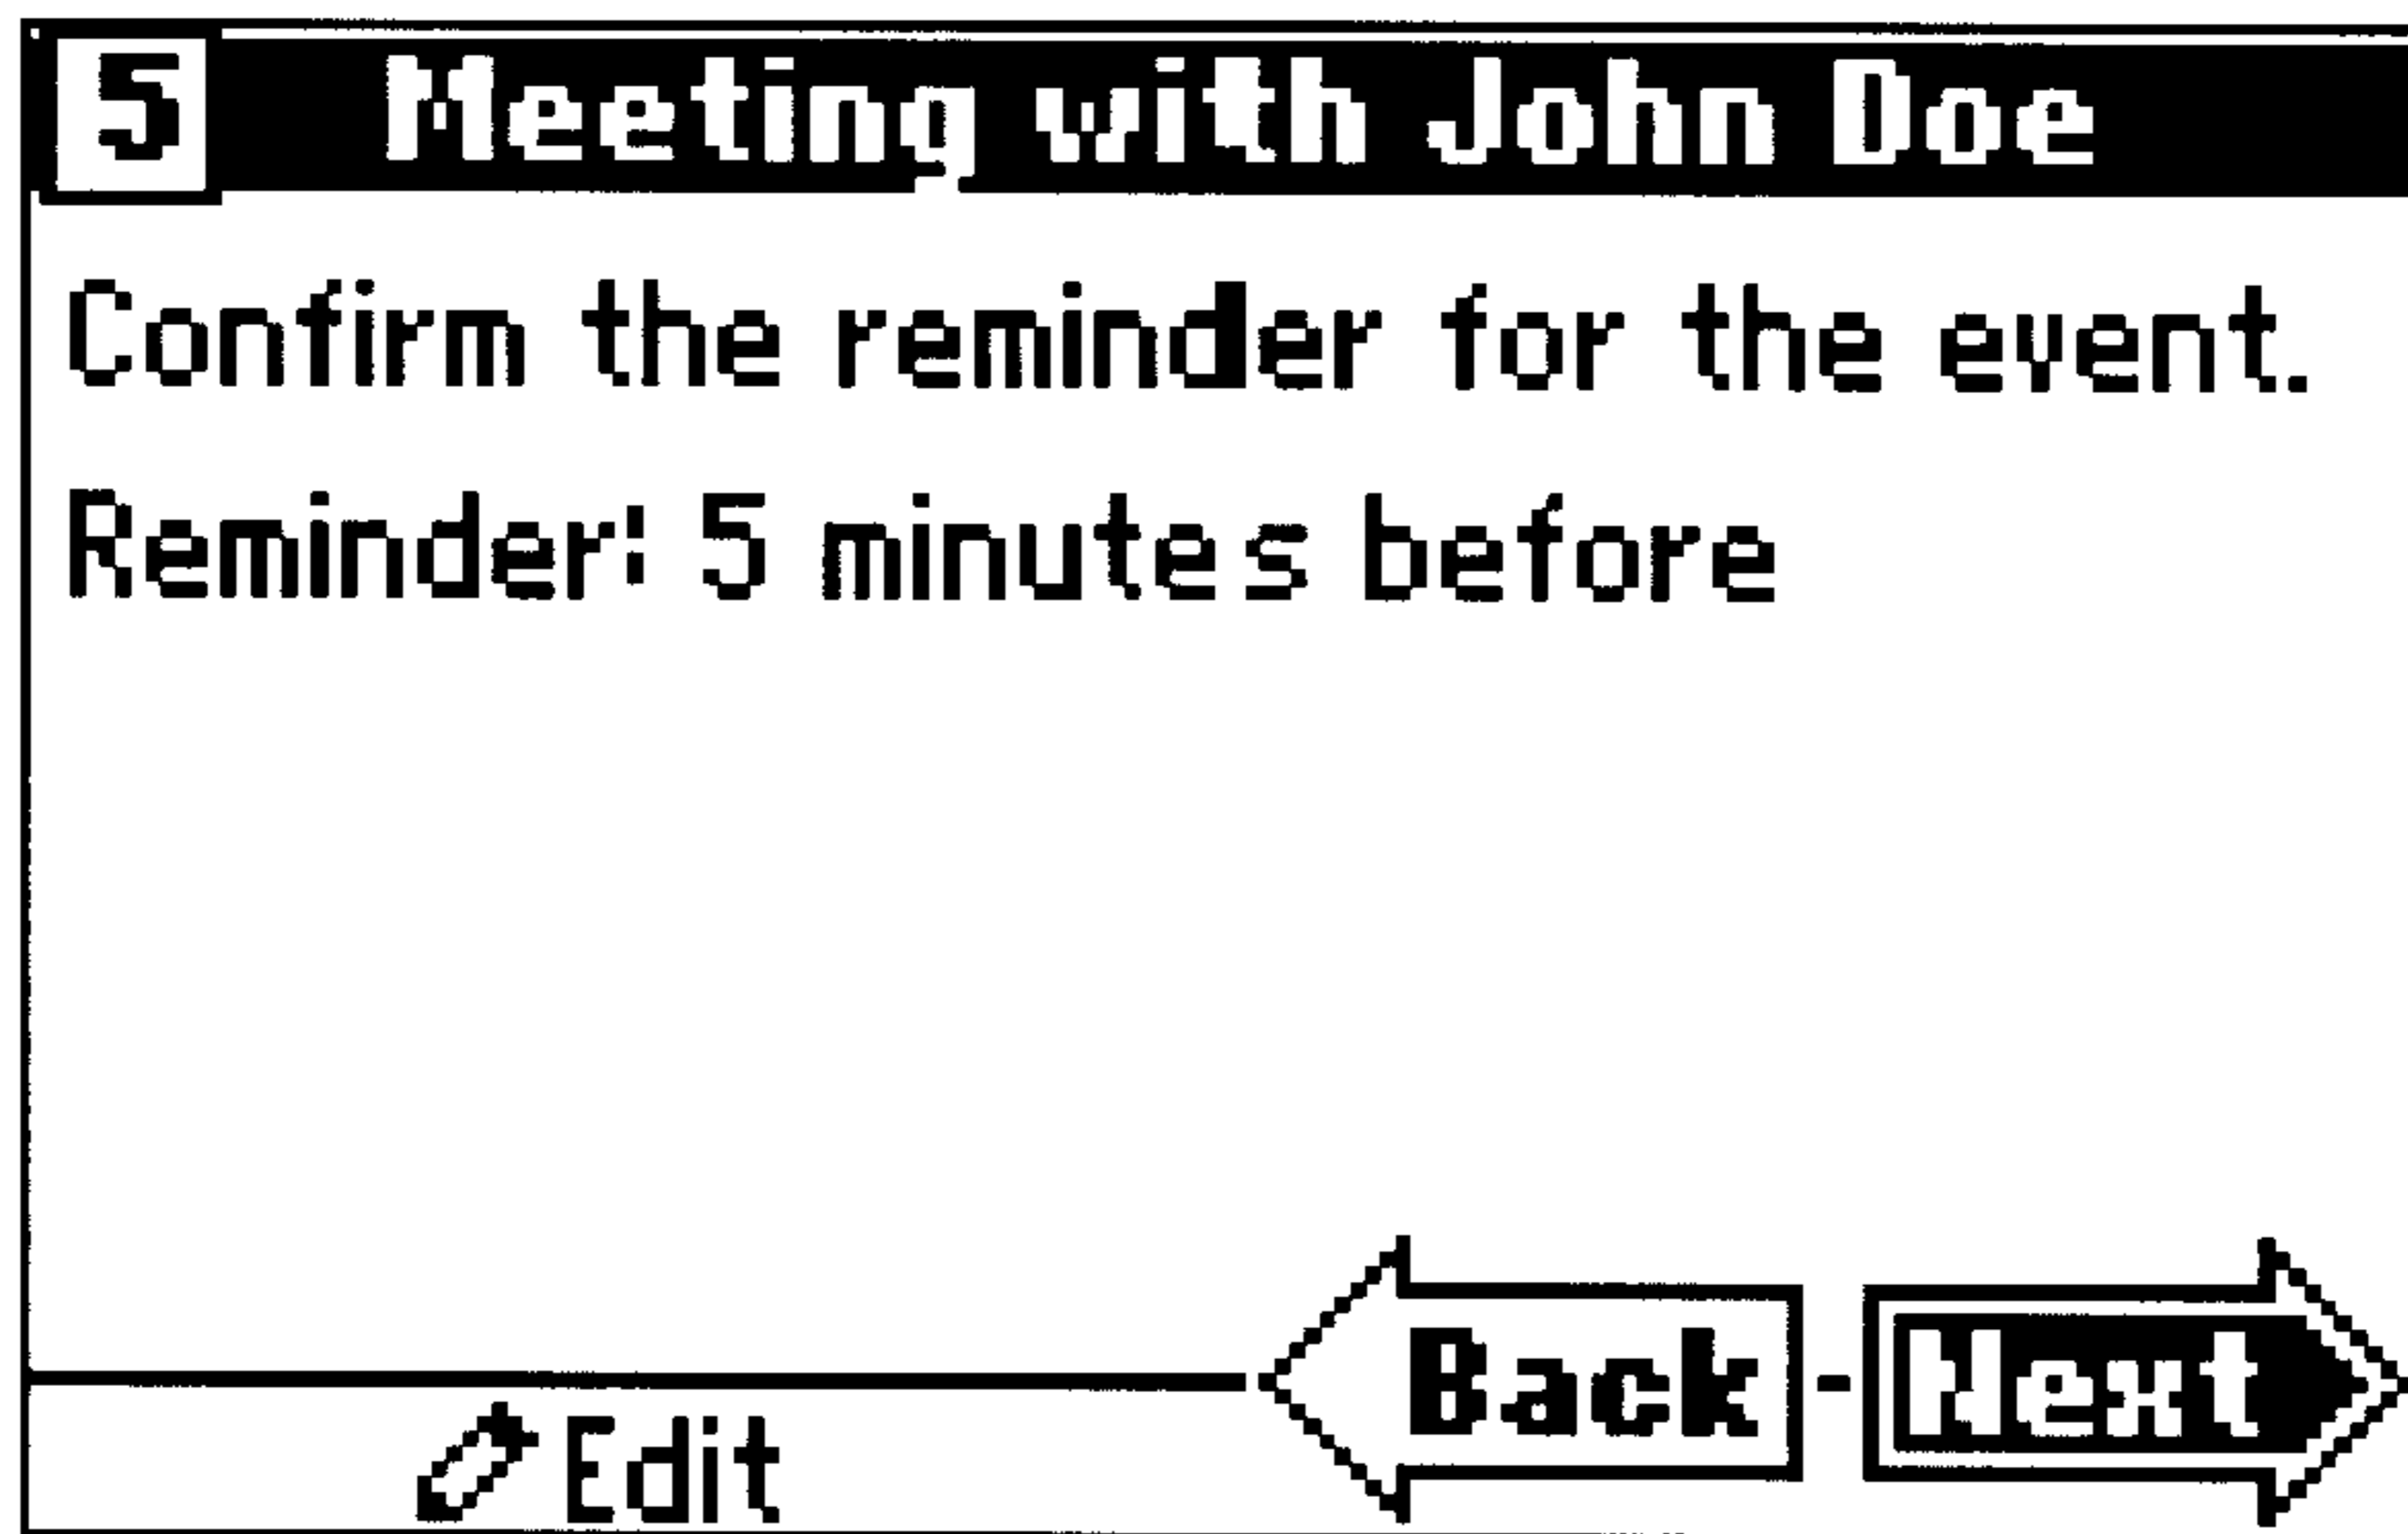 5 Meeting with John Doe
Confirm the reminder for the event.
Reminder: 5 minutes before
Back - Next
Edit